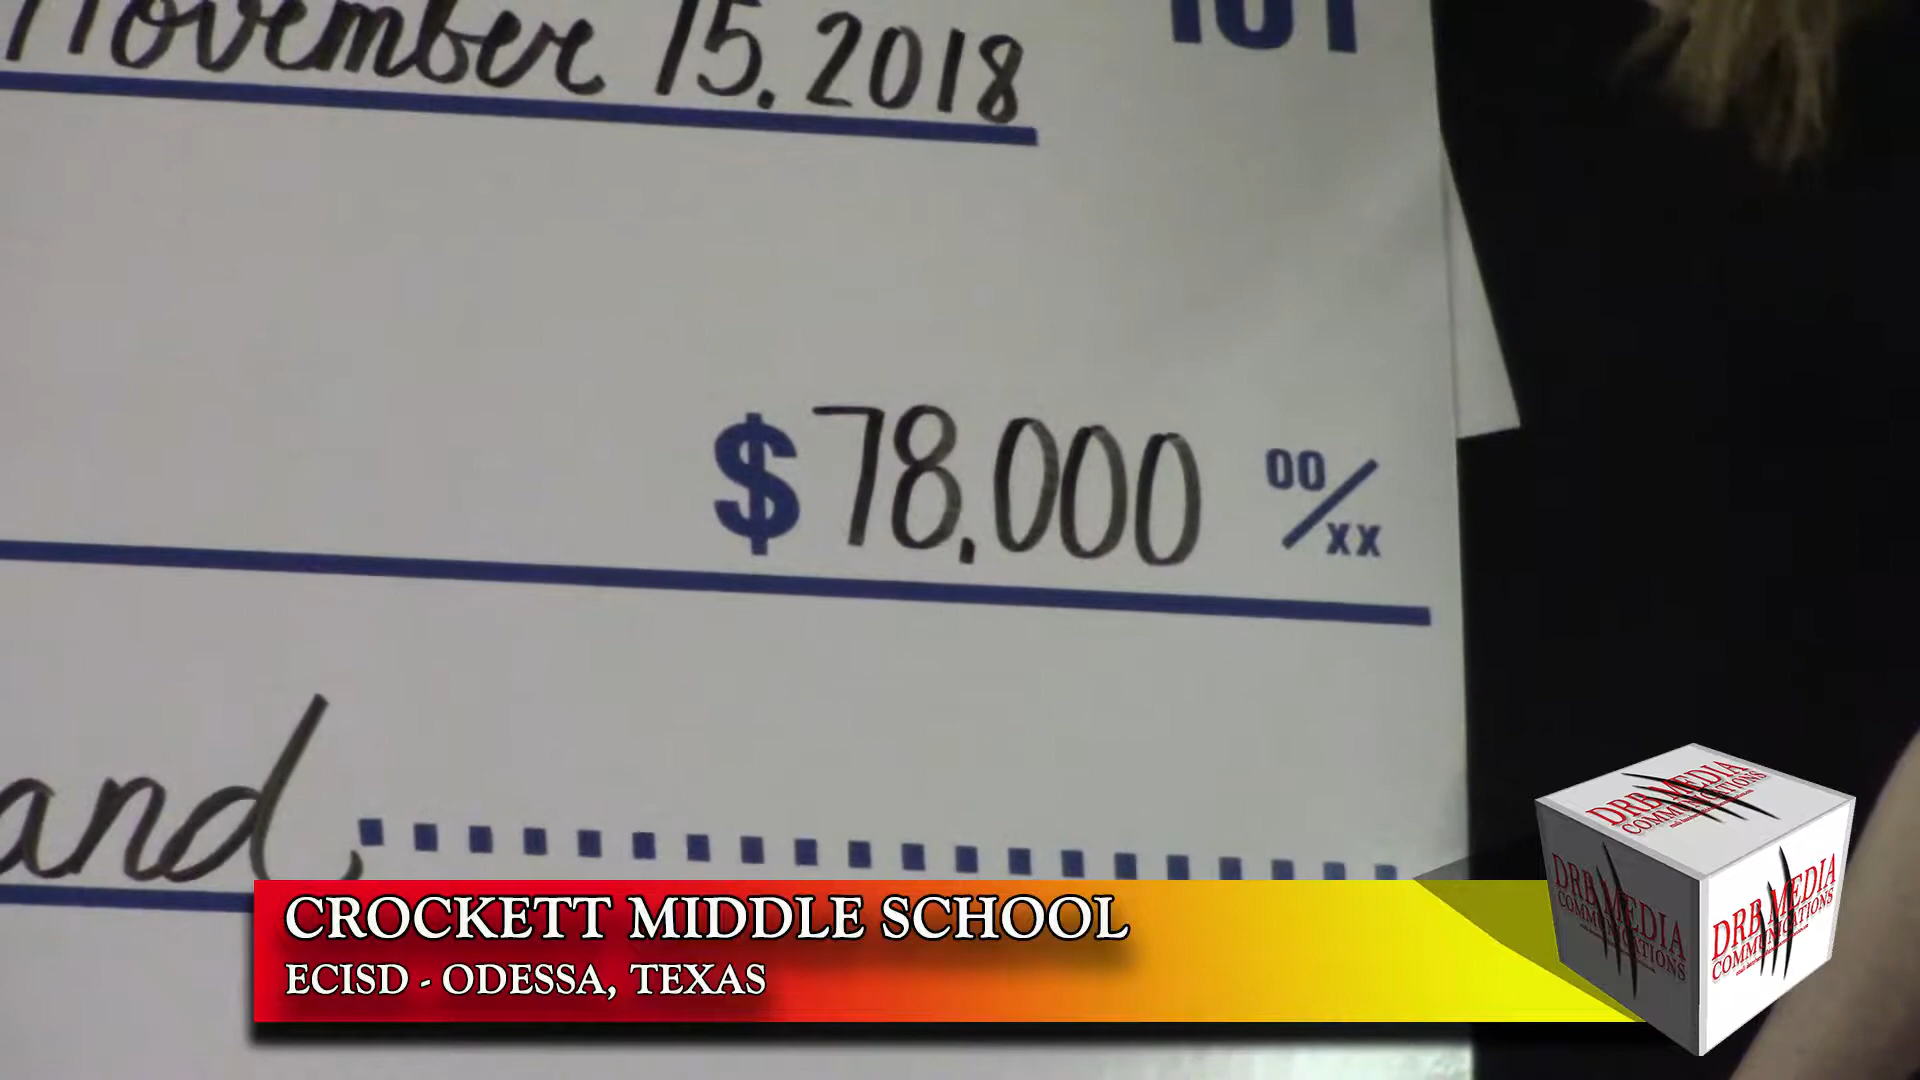 November 15, 2018
101
$78,000 00/xx
and
CROCKETT MIDDLE SCHOOL
ECISD - ODESSA, TEXAS
DRB MEDIA
COMMUNICATIONS
DRB MEDIA
COMMUNICATIONS
DRB MEDIA
COMMUNICATIONS